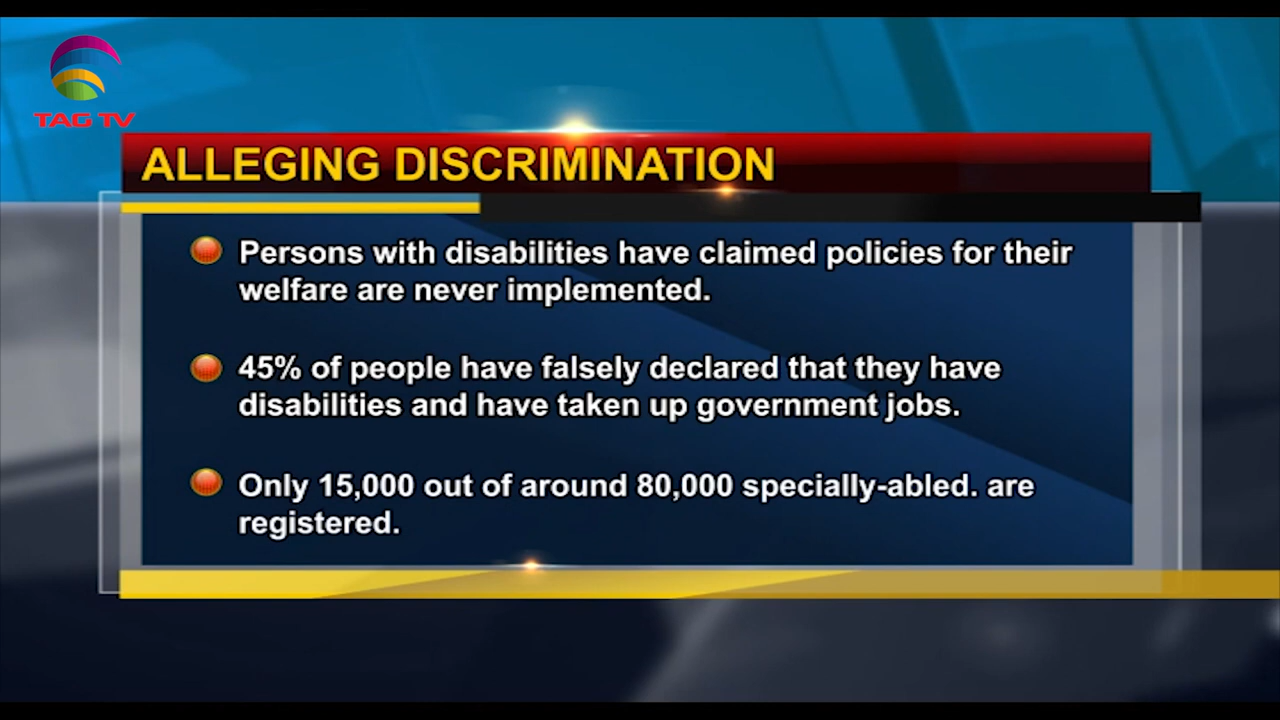 TAG TV
ALLEGING DISCRIMINATION
Persons with disabilities have claimed policies for their
welfare are never implemented.
45% of people have falsely declared that they have
disabilities and have taken up government jobs.
Only 15,000 out of around 80,000 specially-abled. are
registered.